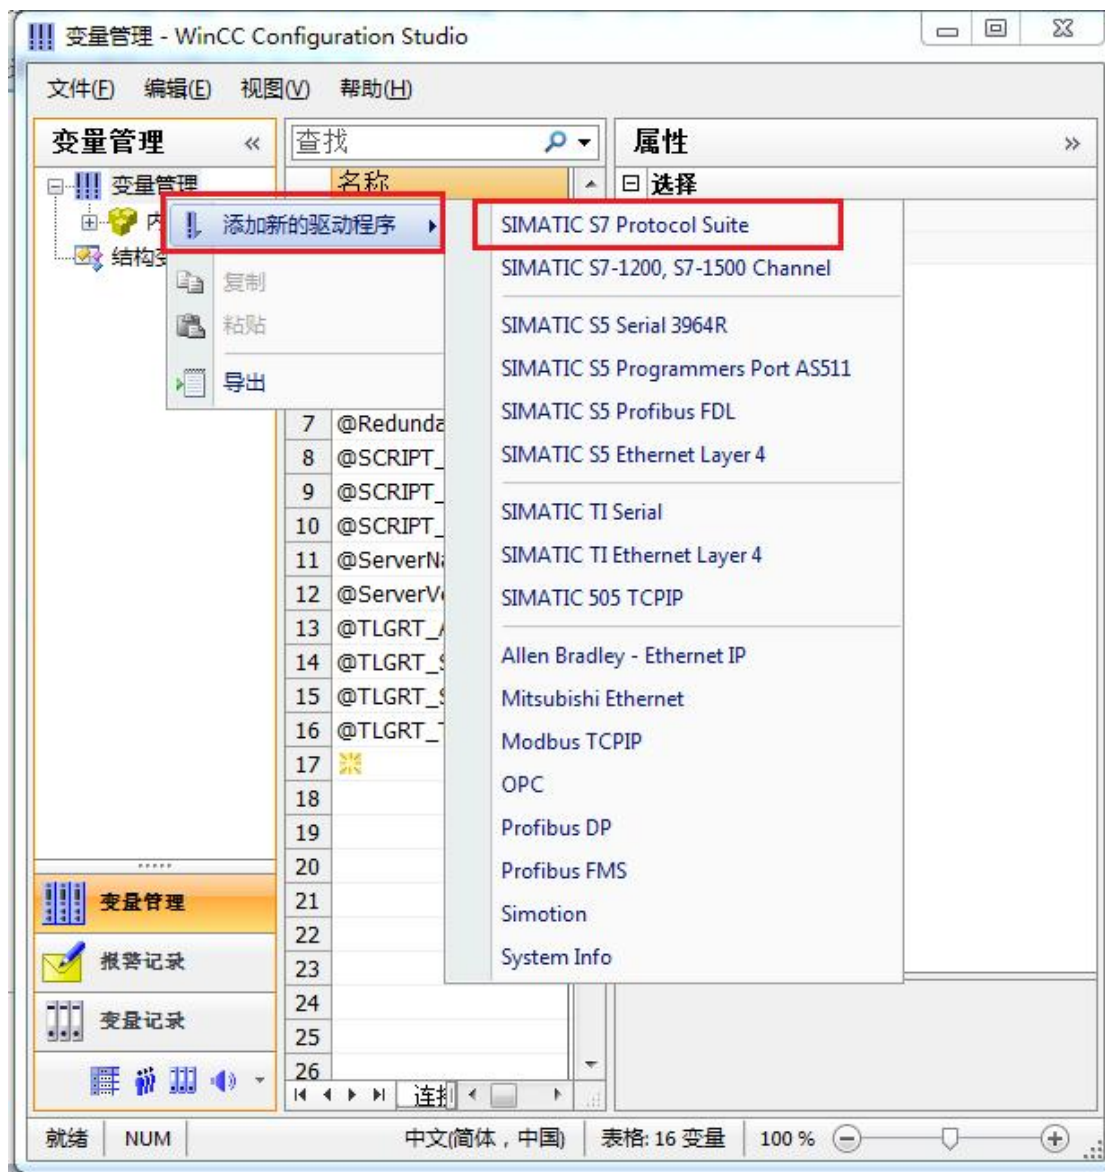 变量管理 - WinCC Configuration Studio
文件(F) 编辑(E) 视图(V) 帮助(H)
变量管理 «
查找
属性 »
变量管理
内
结构变
名称
选择
添加新的驱动程序
复制
粘贴
导出
SIMATIC S7 Protocol Suite
SIMATIC S7-1200, S7-1500 Channel
SIMATIC S5 Serial 3964R
SIMATIC S5 Programmers Port AS511
SIMATIC S5 Profibus FDL
SIMATIC S5 Ethernet Layer 4
SIMATIC TI Serial
SIMATIC TI Ethernet Layer 4
SIMATIC 505 TCPIP
Allen Bradley - Ethernet IP
Mitsubishi Ethernet
Modbus TCPIP
OPC
Profibus DP
Profibus FMS
Simotion
System Info
7 @Redunda
8 @SCRIPT_
9 @SCRIPT_
10 @SCRIPT_
11 @ServerNa
12 @ServerVe
13 @TLGRT_A
14 @TLGRT_S
15 @TLGRT_S
16 @TLGRT_T
17
18
19
20
21
22
23
24
25
26
变量管理
报警记录
变量记录
连接
就绪 NUM 中文(简体，中国) 表格: 16 变量 100 %